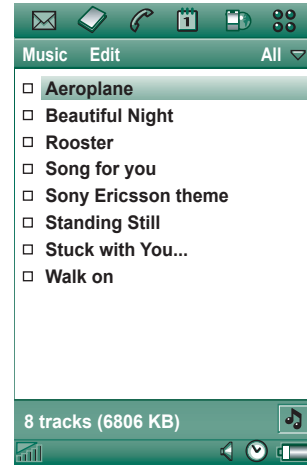 1
Music Edit All
Aeroplane
Beautiful Night
Rooster
Song for you
Sony Ericsson theme
Standing Still
Stuck with You...
Walk on
8 tracks (6806 KB)